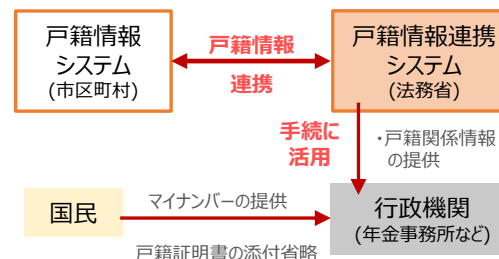 戸籍情報
システム
(市区町村)
戸籍情報
連携
戸籍情報連携
システム
(法務省)
手続に
活用
・戸籍関係情報
の提供
国民
マイナンバーの提供
戸籍証明書の添付省略
行政機関
(年金事務所など)